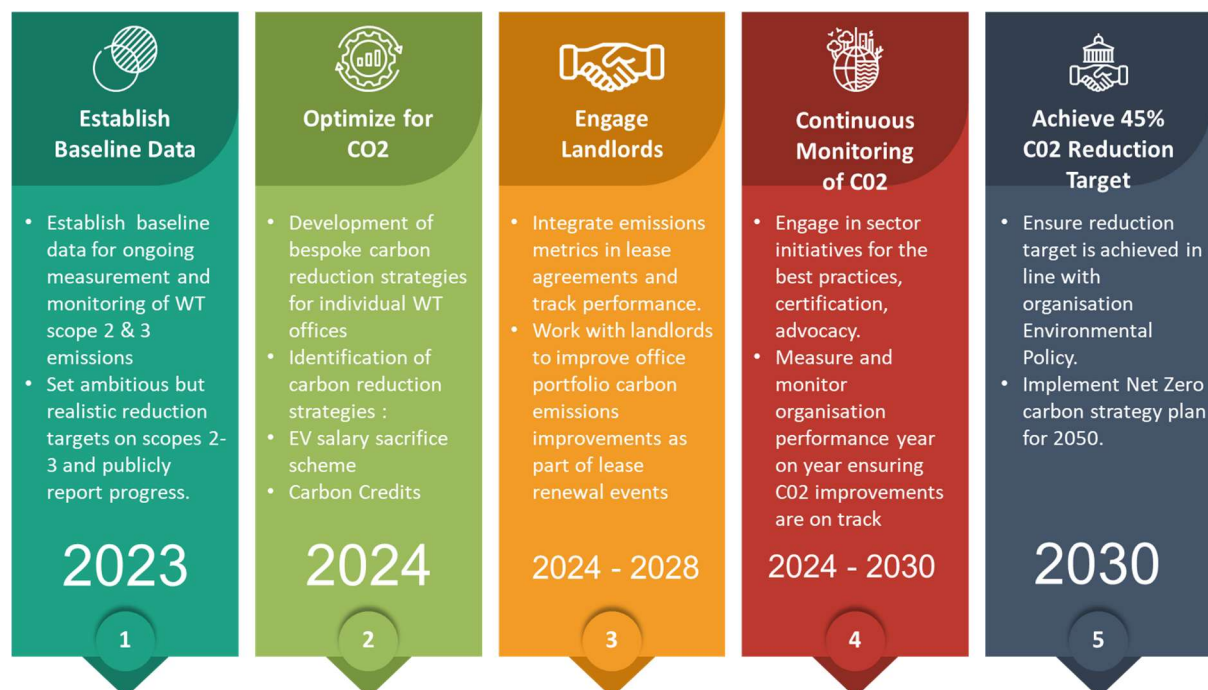 Establish
Baseline Data
• Establish baseline
data for ongoing
measurement and
monitoring of WT
scope 2 & 3
emissions
• Set ambitious but
realistic reduction
targets on scopes 2-
3 and publicly
report progress.
2023
1
Optimize for
CO2
• Development of
bespoke carbon
reduction strategies
for individual WT
offices
• Identification of
carbon reduction
strategies :
• EV salary sacrifice
scheme
• Carbon Credits
2024
2
Engage
Landlords
• Integrate emissions
metrics in lease
agreements and
track performance.
• Work with landlords
to improve office
portfolio carbon
emissions
improvements as
part of lease
renewal events
2024 - 2028
3
Continuous
Monitoring
of C02
• Engage in sector
initiatives for the
best practices,
certification,
advocacy.
• Measure and
monitor
organisation
performance year
on year ensuring
C02 improvements
are on track
2024 - 2030
4
Achieve 45%
C02 Reduction
Target
• Ensure reduction
target is achieved in
line with
organisation
Environmental
Policy.
• Implement Net Zero
carbon strategy plan
for 2050.
2030
5